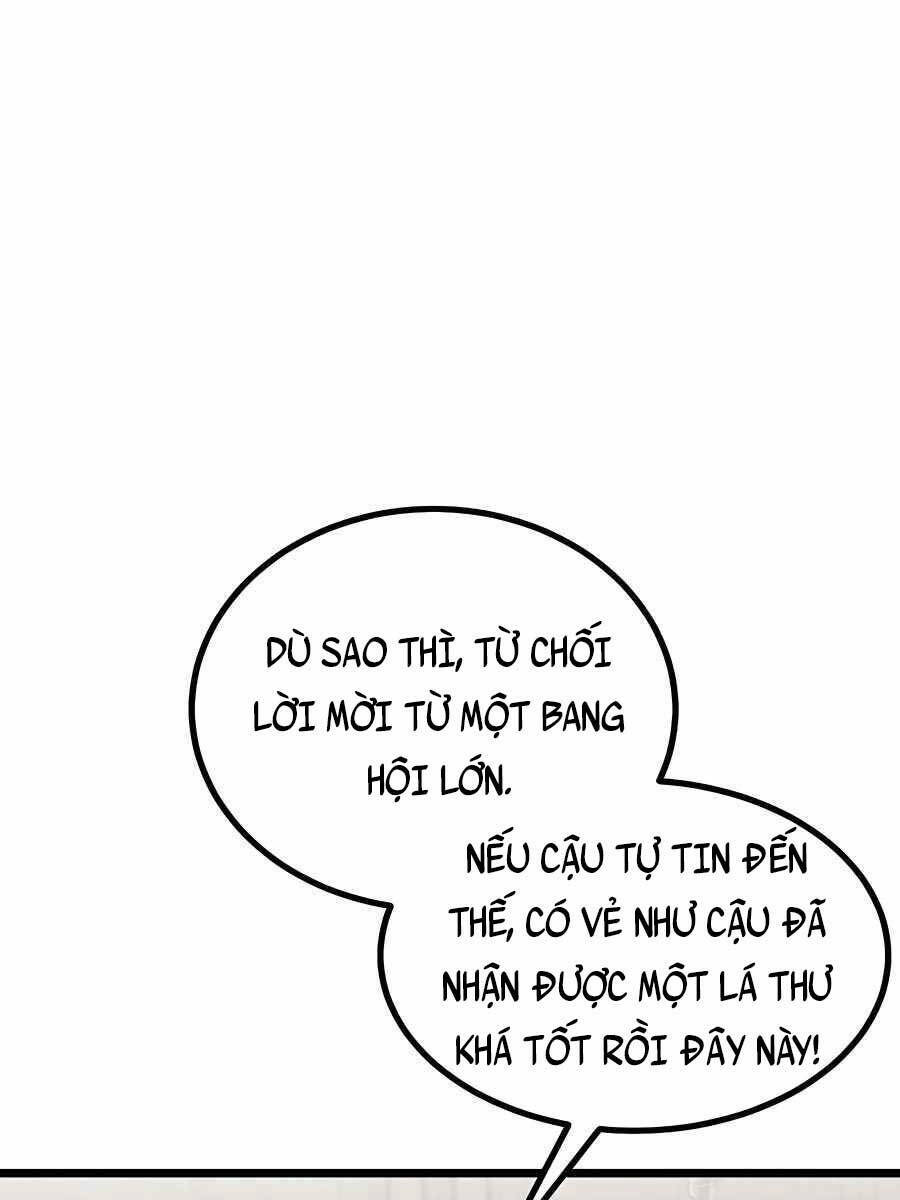 DÙ SAO THÌ, TỪ CHỐI
LỜI MỜI TỪ MỘT BANG
HỘI LỚN.
NẾU CẬU TỰ TIN ĐẾN
THẾ, CÓ VẺ NHƯ CẬU ĐÃ
NHẬN ĐƯỢC MỘT LÁ THƯ
KHÁ TỐT RỒI ĐÂY NÀY!